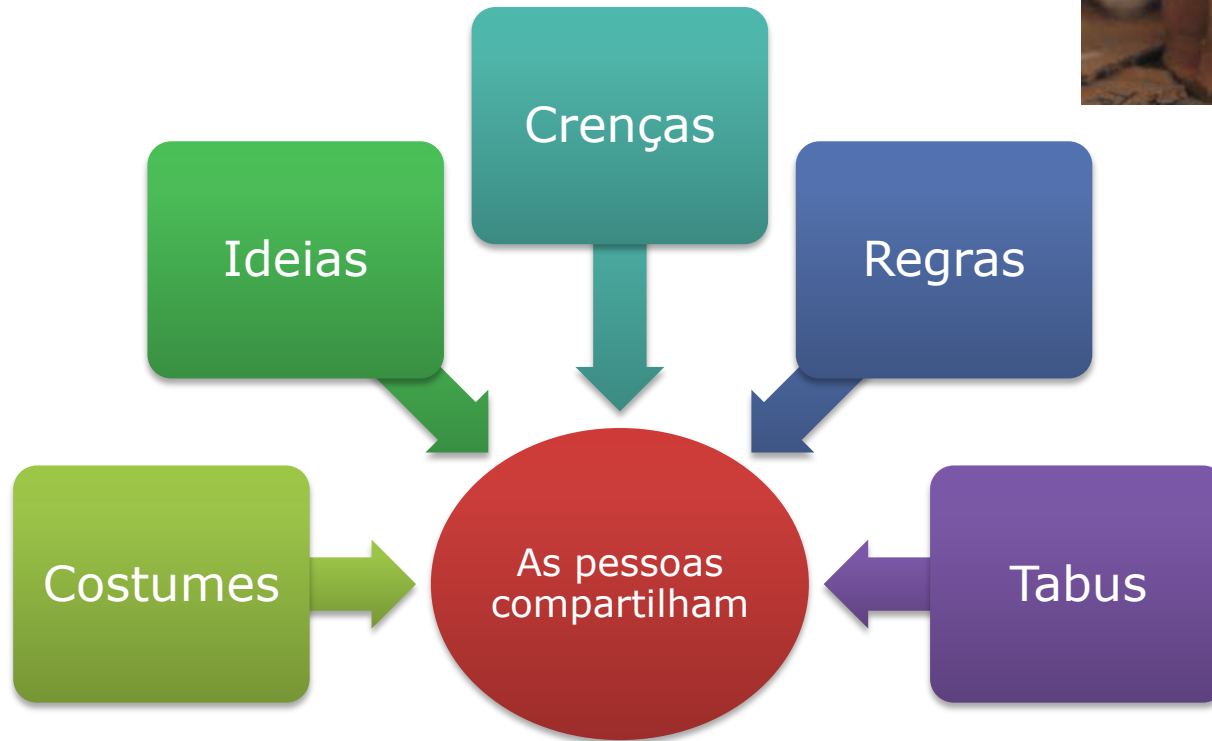 Crenças
Ideias
Regras
Costumes
As pessoas
compartilham
Tabus